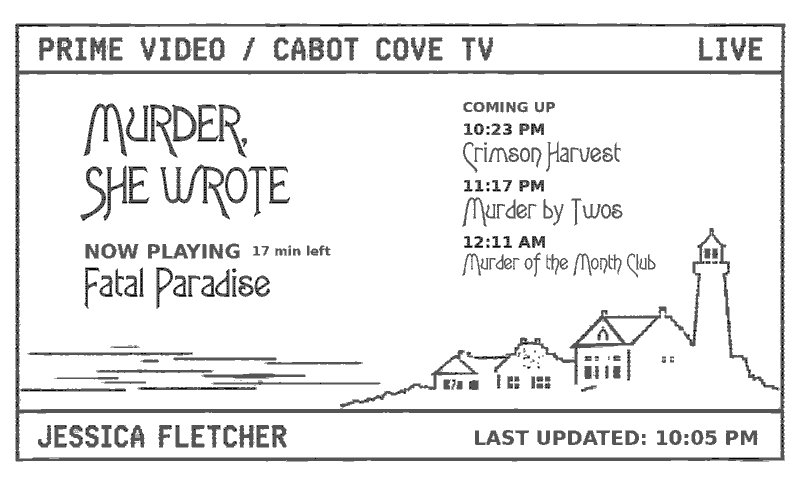 PRIME VIDEO / CABOT COVE TV
LIVE
MURDER,
SHE WROTE
NOW PLAYING 17 min left
Fatal Paradise
COMING UP
10:23 PM
Crimson Harvest
11:17 PM
Murder by Twos
12:11 AM
Murder of the Month Club
JESSICA FLETCHER
LAST UPDATED: 10:05 PM